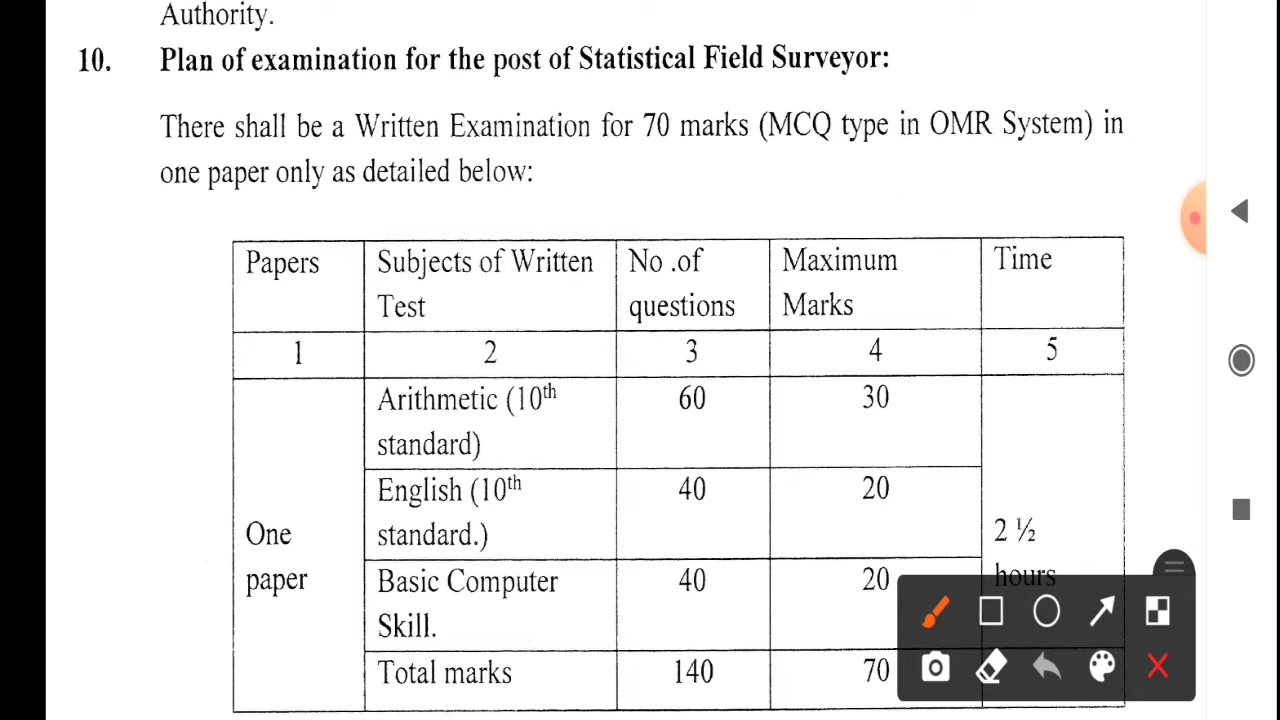 Authority.
10. Plan of examination for the post of Statistical Field Surveyor:
There shall be a Written Examination for 70 marks (MCQ type in OMR System) in
one paper only as detailed below:
Papers Subjects of Written Test No .of questions Maximum Marks Time
1 2 3 4 5
One paper Arithmetic (10th standard) 60 30 2 ½ hours
English (10th standard.) 40 20
Basic Computer Skill. 40 20
Total marks 140 70